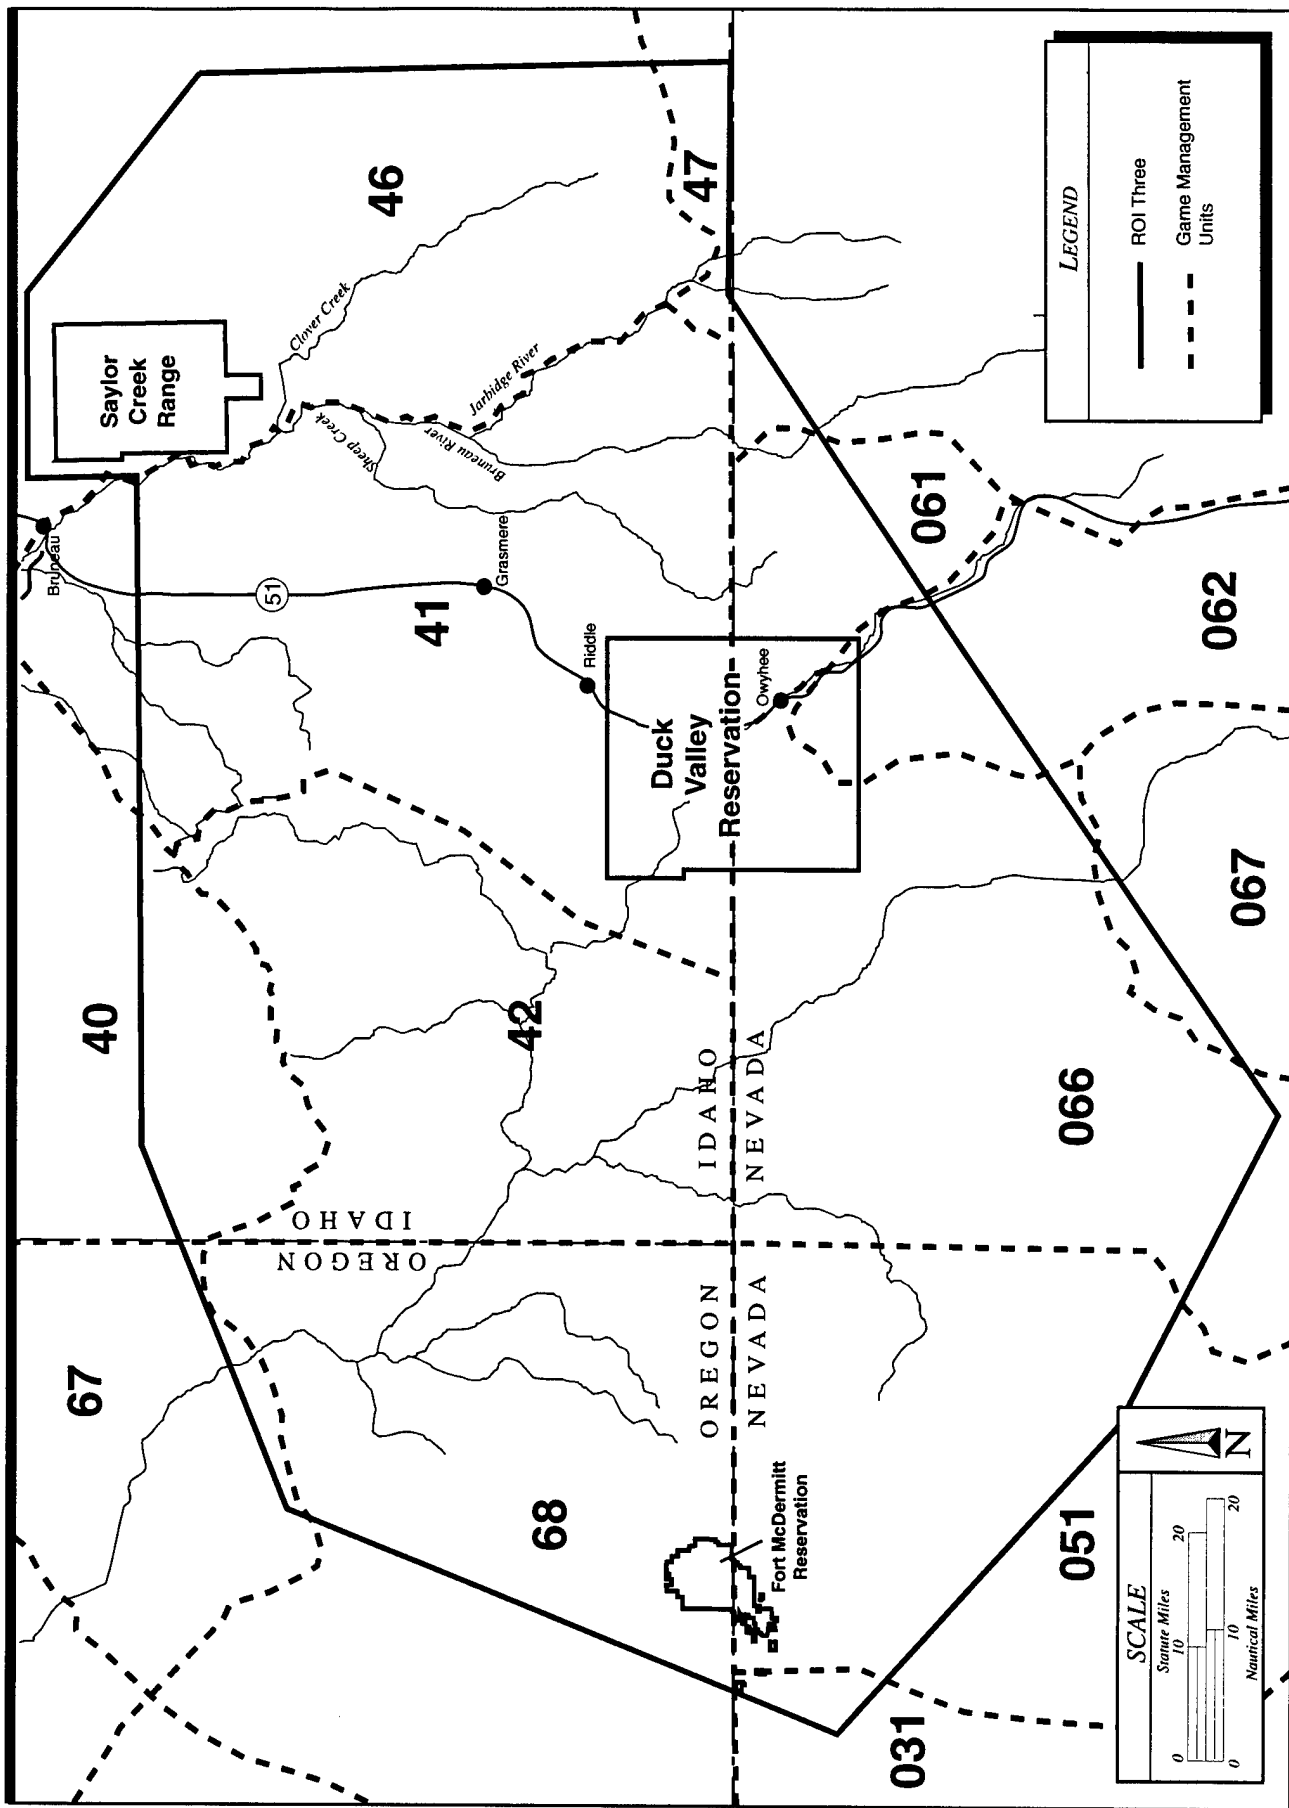 67
40
Bruneau
Saylor
Creek
Range
51
46
Clover Creek
Jarbidge River
Sheep Creek
Bruneau River
47
OREGON
IDAHO
41
Grasmere
Riddle
42
68
Duck
Valley
Reservation
Owyhee
OREGON
IDAHO
NEVADA
NEVADA
Fort McDermitt
Reservation
061
062
066
067
051
031
SCALE
Statute Miles
0 10 20
0 10 20
Nautical Miles
N
LEGEND
ROI Three
Game Management
Units